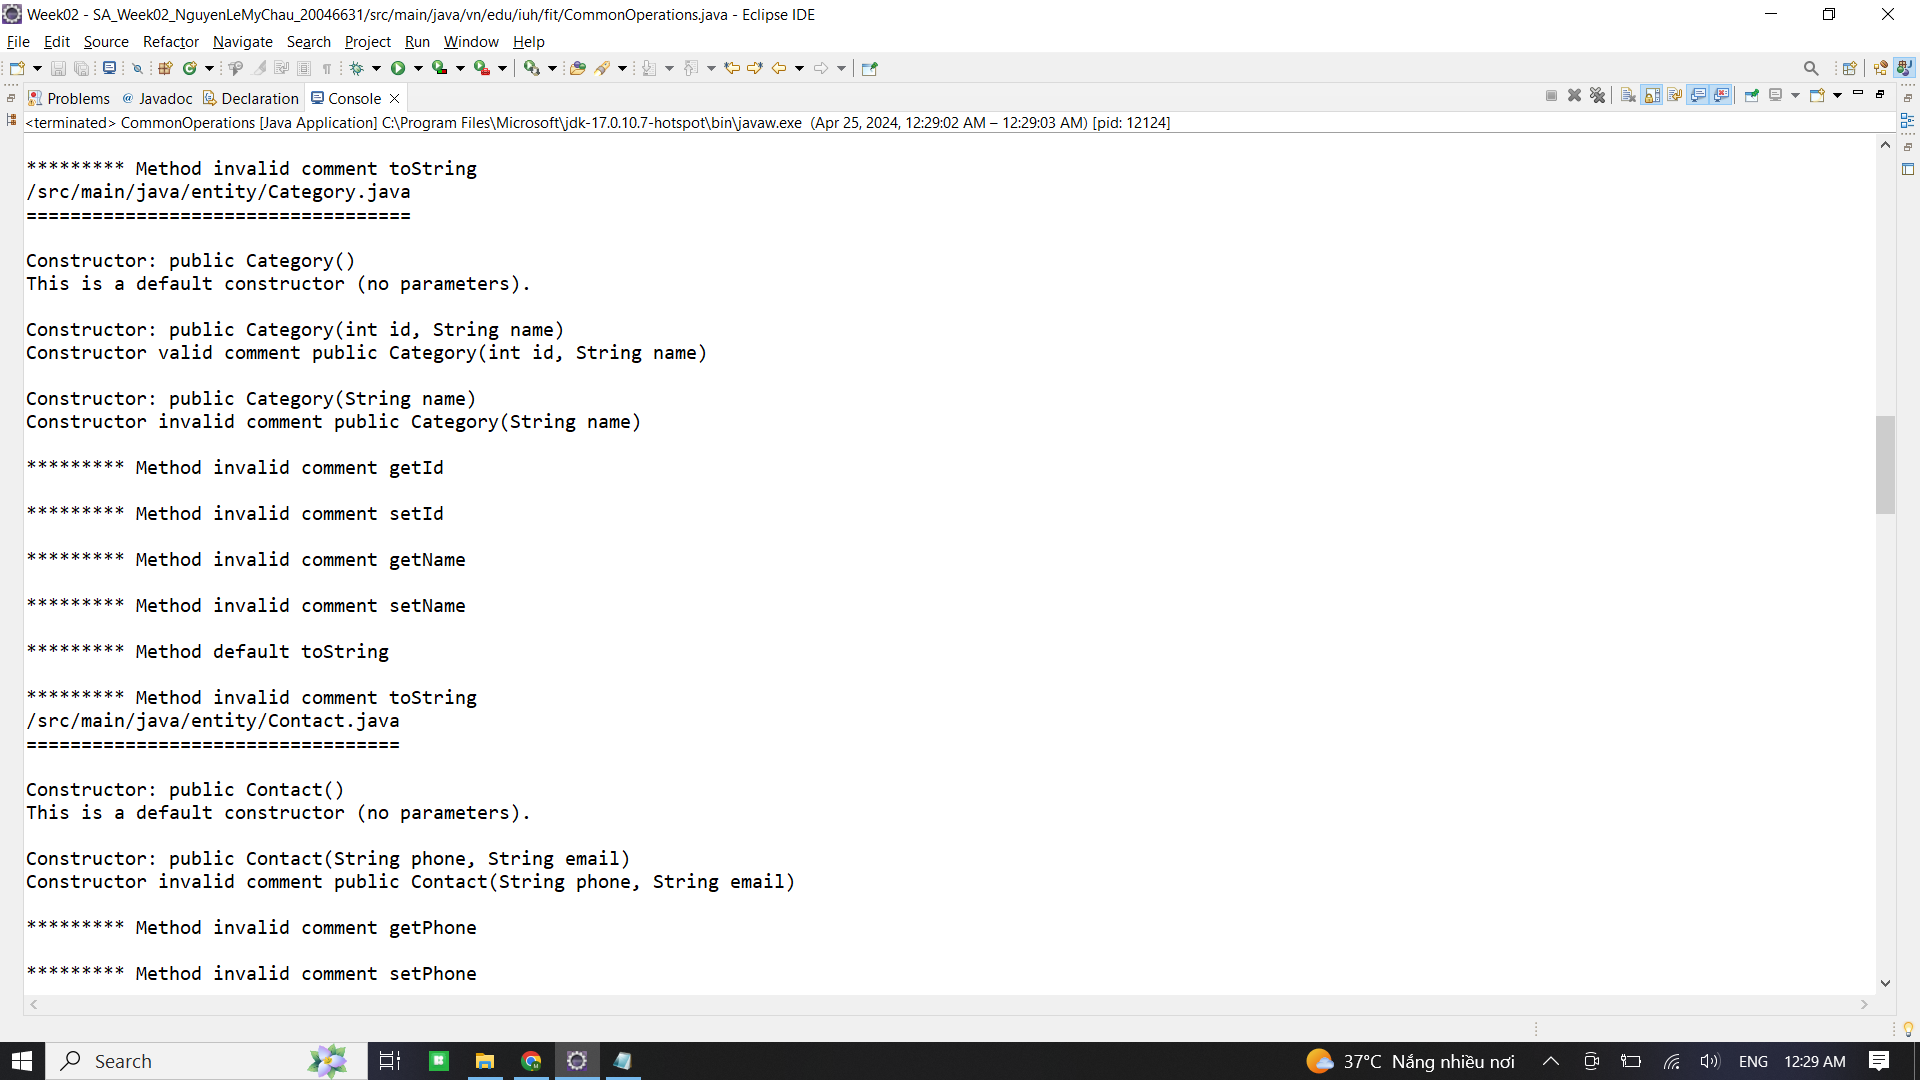 Week02 - SA_Week02_NguyenLeMyChau_20046631/src/main/java/vn/edu/iuh/fit/CommonOperations.java - Eclipse IDE
File Edit Source Refactor Navigate Search Project Run Window Help
Problems @ Javadoc Declaration Console
<terminated> CommonOperations [Java Application] C:\Program Files\Microsoft\jdk-17.0.10.7-hotspot\bin\javaw.exe (Apr 25, 2024, 12:29:02 AM – 12:29:03 AM) [pid: 12124]
********* Method invalid comment toString
/src/main/java/entity/Category.java
===================================
Constructor: public Category()
This is a default constructor (no parameters).
Constructor: public Category(int id, String name)
Constructor valid comment public Category(int id, String name)
Constructor: public Category(String name)
Constructor invalid comment public Category(String name)
********* Method invalid comment getId
********* Method invalid comment setId
********* Method invalid comment getName
********* Method invalid comment setName
********* Method default toString
********* Method invalid comment toString
/src/main/java/entity/Contact.java
==================================
Constructor: public Contact()
This is a default constructor (no parameters).
Constructor: public Contact(String phone, String email)
Constructor invalid comment public Contact(String phone, String email)
********* Method invalid comment getPhone
********* Method invalid comment setPhone
Search 37°C Nắng nhiều nơi ENG 12:29 AM